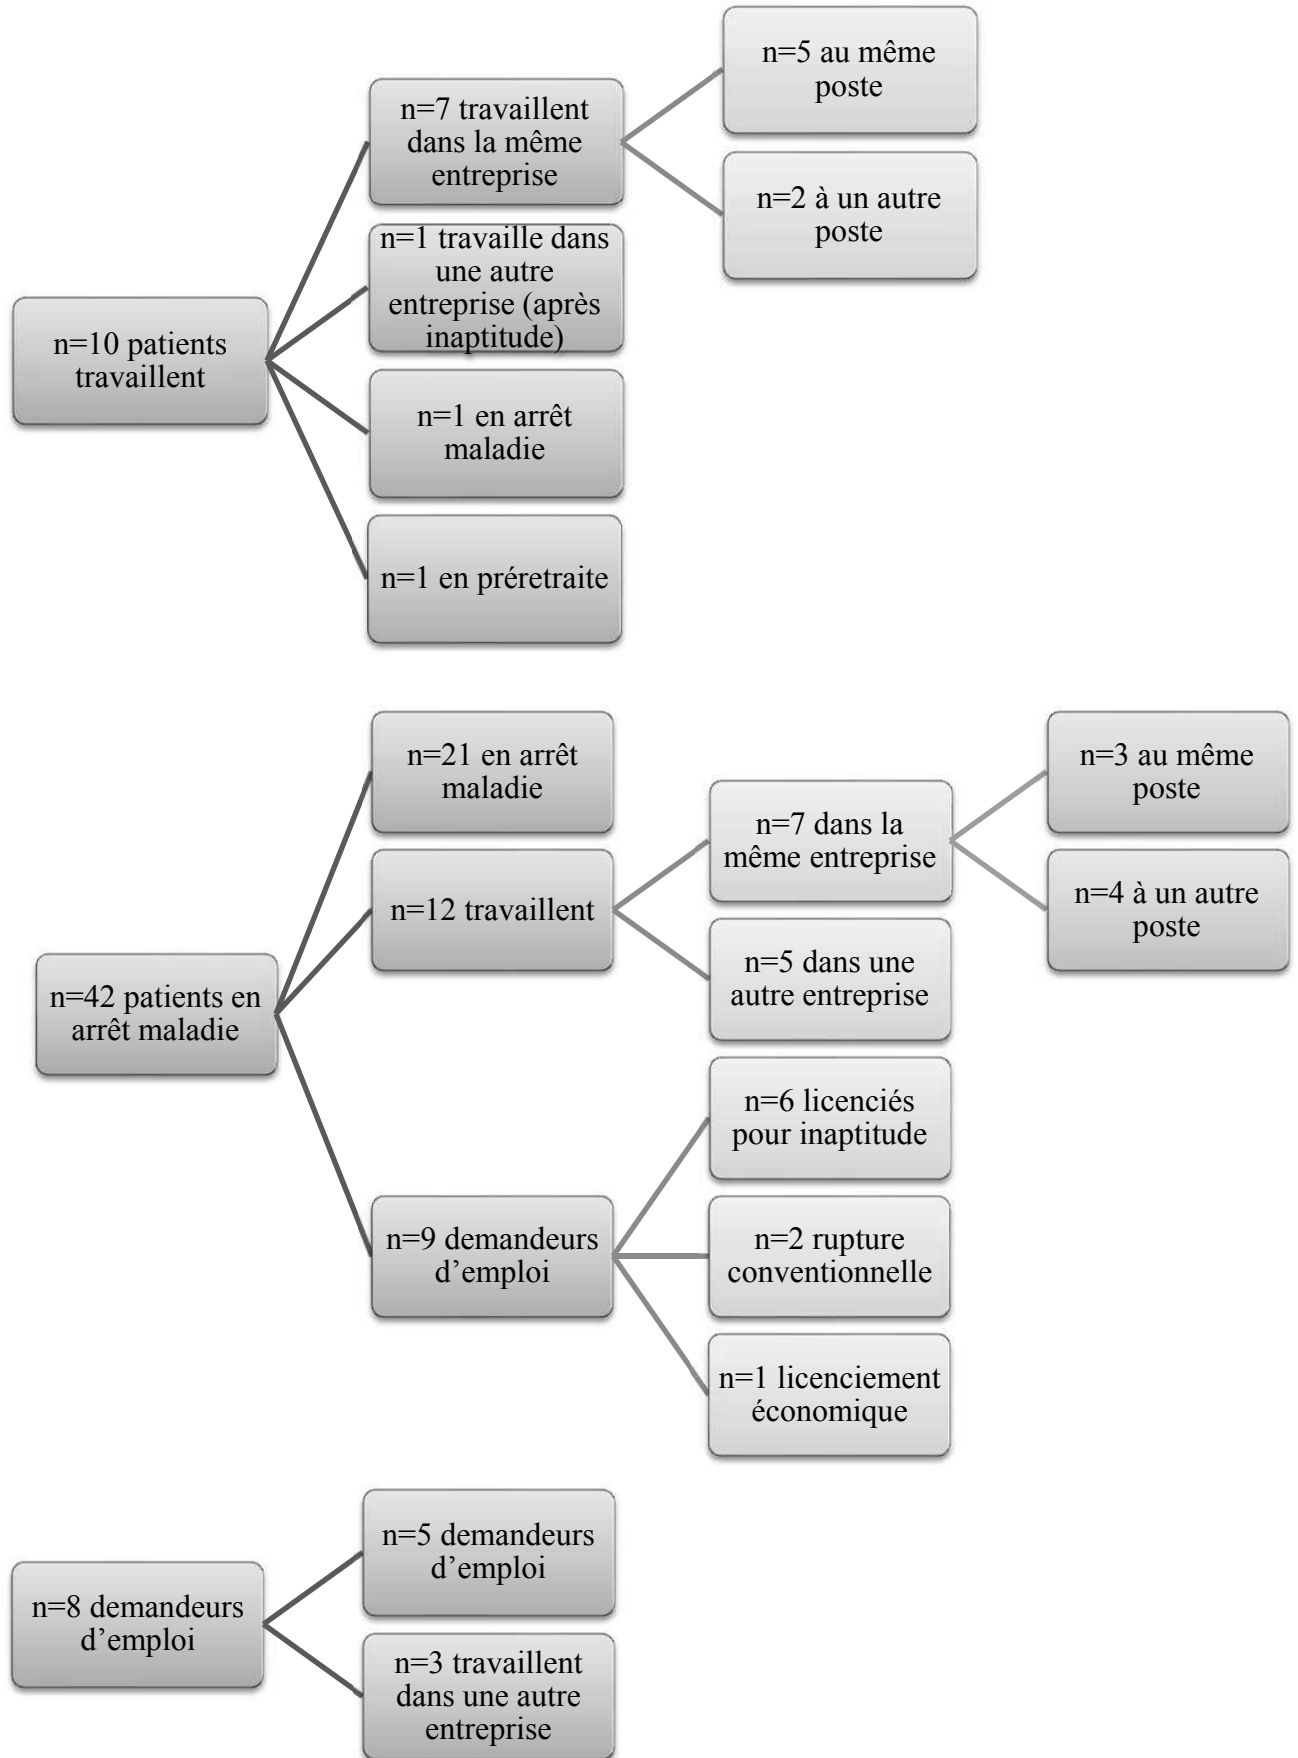 n=10 patients
travaillent
n=7 travaillent
dans la même
entreprise
n=5 au même
poste
n=2 à un autre
poste
n=1 travaille dans
une autre
entreprise (après
inaptitude)
n=1 en arrêt
maladie
n=1 en préretraite
n=42 patients en
arrêt maladie
n=21 en arrêt
maladie
n=12 travaillent
n=7 dans la
même entreprise
n=3 au même
poste
n=4 à un autre
poste
n=5 dans une
autre entreprise
n=9 demandeurs
d’emploi
n=6 licenciés
pour inaptitude
n=2 rupture
conventionnelle
n=1 licenciement
économique
n=8 demandeurs
d’emploi
n=5 demandeurs
d’emploi
n=3 travaillent
dans une autre
entreprise